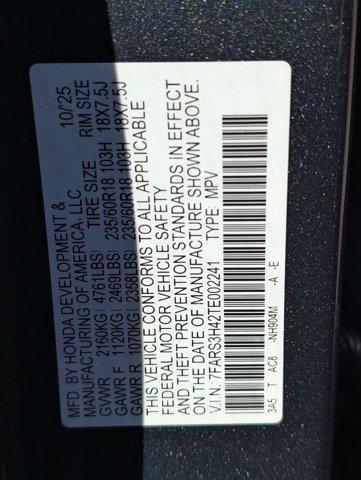 MFD. BY HONDA DEVELOPMENT & 10/'25
MANUFACTURING OF AMERICA, LLC
TIRE SIZE RIM SIZE
GVWR 2160KG 4761LBS
GAWR F 1120KG 2469LBS 235/60R18 103H 18X7.5J
GAWR R 1070KG 2358LBS 235/60R18 103H 18X7.5J
THIS VEHICLE CONFORMS TO ALL APPLICABLE
FEDERAL MOTOR VEHICLE SAFETY
AND THEFT PREVENTION STANDARDS IN EFFECT
ON THE DATE OF MANUFACTURE SHOWN ABOVE.
V.I.N.: 7FARS3H42TE002241 TYPE: MPV
3A5 T AC8 -NH904M -A -E